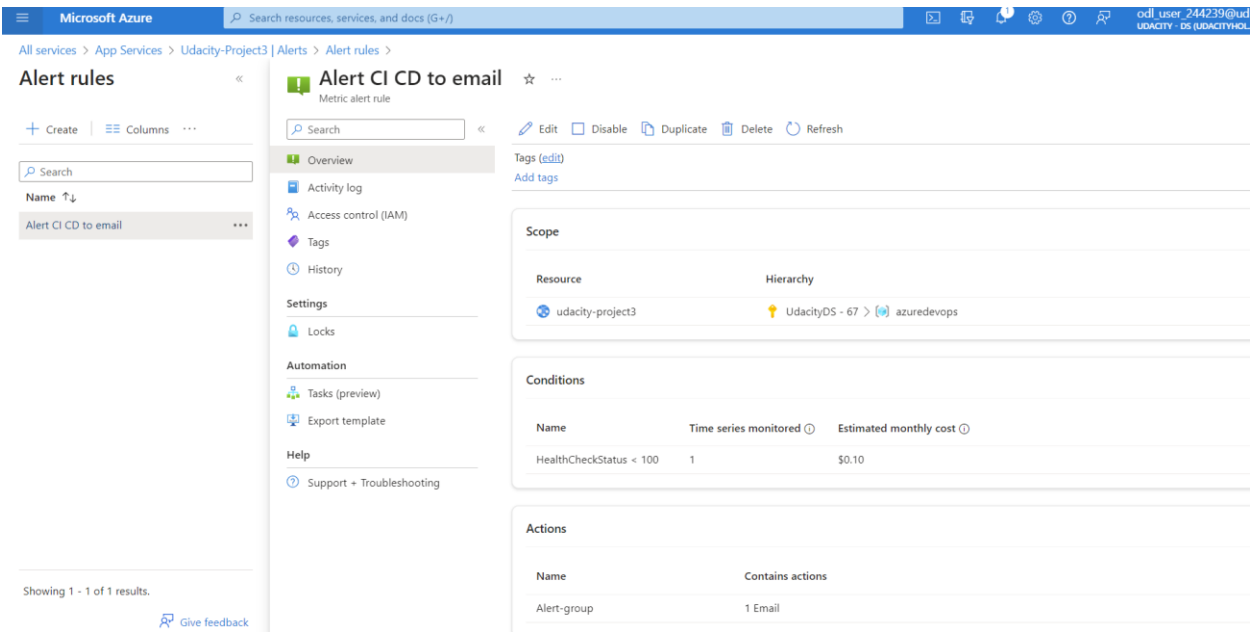 Microsoft Azure
Search resources, services, and docs (G+/)
1
odl_user_244239@ud
UDACITY - DS (UDACITYHOL...
All services > App Services > Udacity-Project3 | Alerts > Alert rules >
Alert rules
Create
Columns
Search
Name
Alert CI CD to email
Showing 1 - 1 of 1 results.
Give feedback
Alert CI CD to email
Metric alert rule
Search
Overview
Activity log
Access control (IAM)
Tags
History
Settings
Locks
Automation
Tasks (preview)
Export template
Help
Support + Troubleshooting
Edit Disable Duplicate Delete Refresh
Tags (edit)
Add tags
Scope
Resource Hierarchy
udacity-project3 UdacityDS - 67 > azuredevops
Conditions
Name Time series monitored Estimated monthly cost
HealthCheckStatus < 100 1 $0.10
Actions
Name Contains actions
Alert-group 1 Email